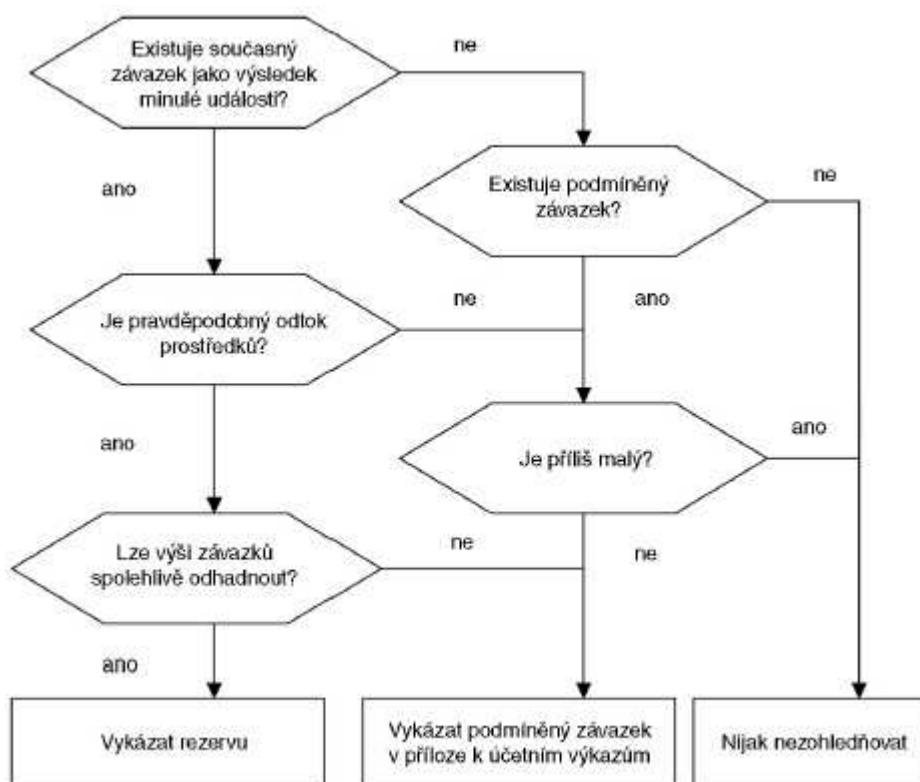 Existuje současný
závazek jako výsledek
minulé události?
ne
ano
Existuje podmíněný
závazek?
ne
ano
Je pravděpodobný odtok
prostředků?
ne
ano
Je příliš malý?
ano
ne
Lze výši závazků
spolehlivě odhadnout?
ne
ano
Vykázat rezervu
Vykázat podmíněný závazek
v příloze k účetním výkazům
Nijak nezohledňovat